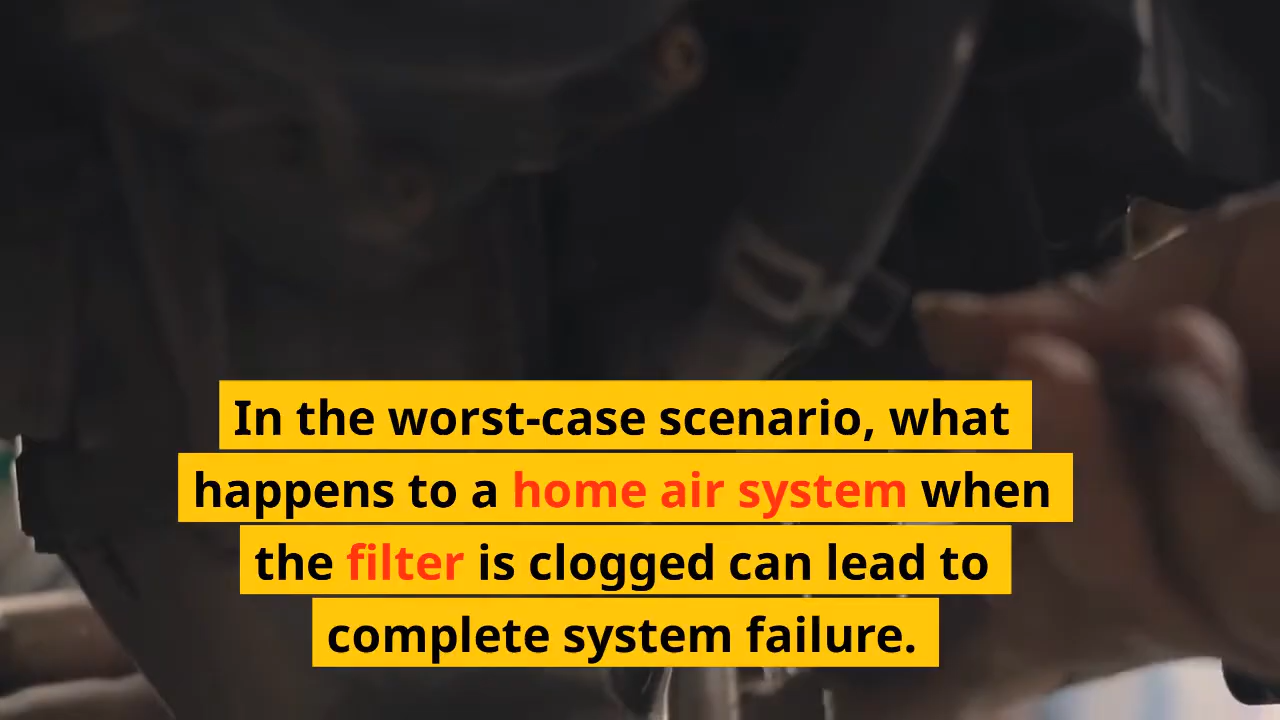 In the worst-case scenario, what
happens to a home air system when
the filter is clogged can lead to
complete system failure.